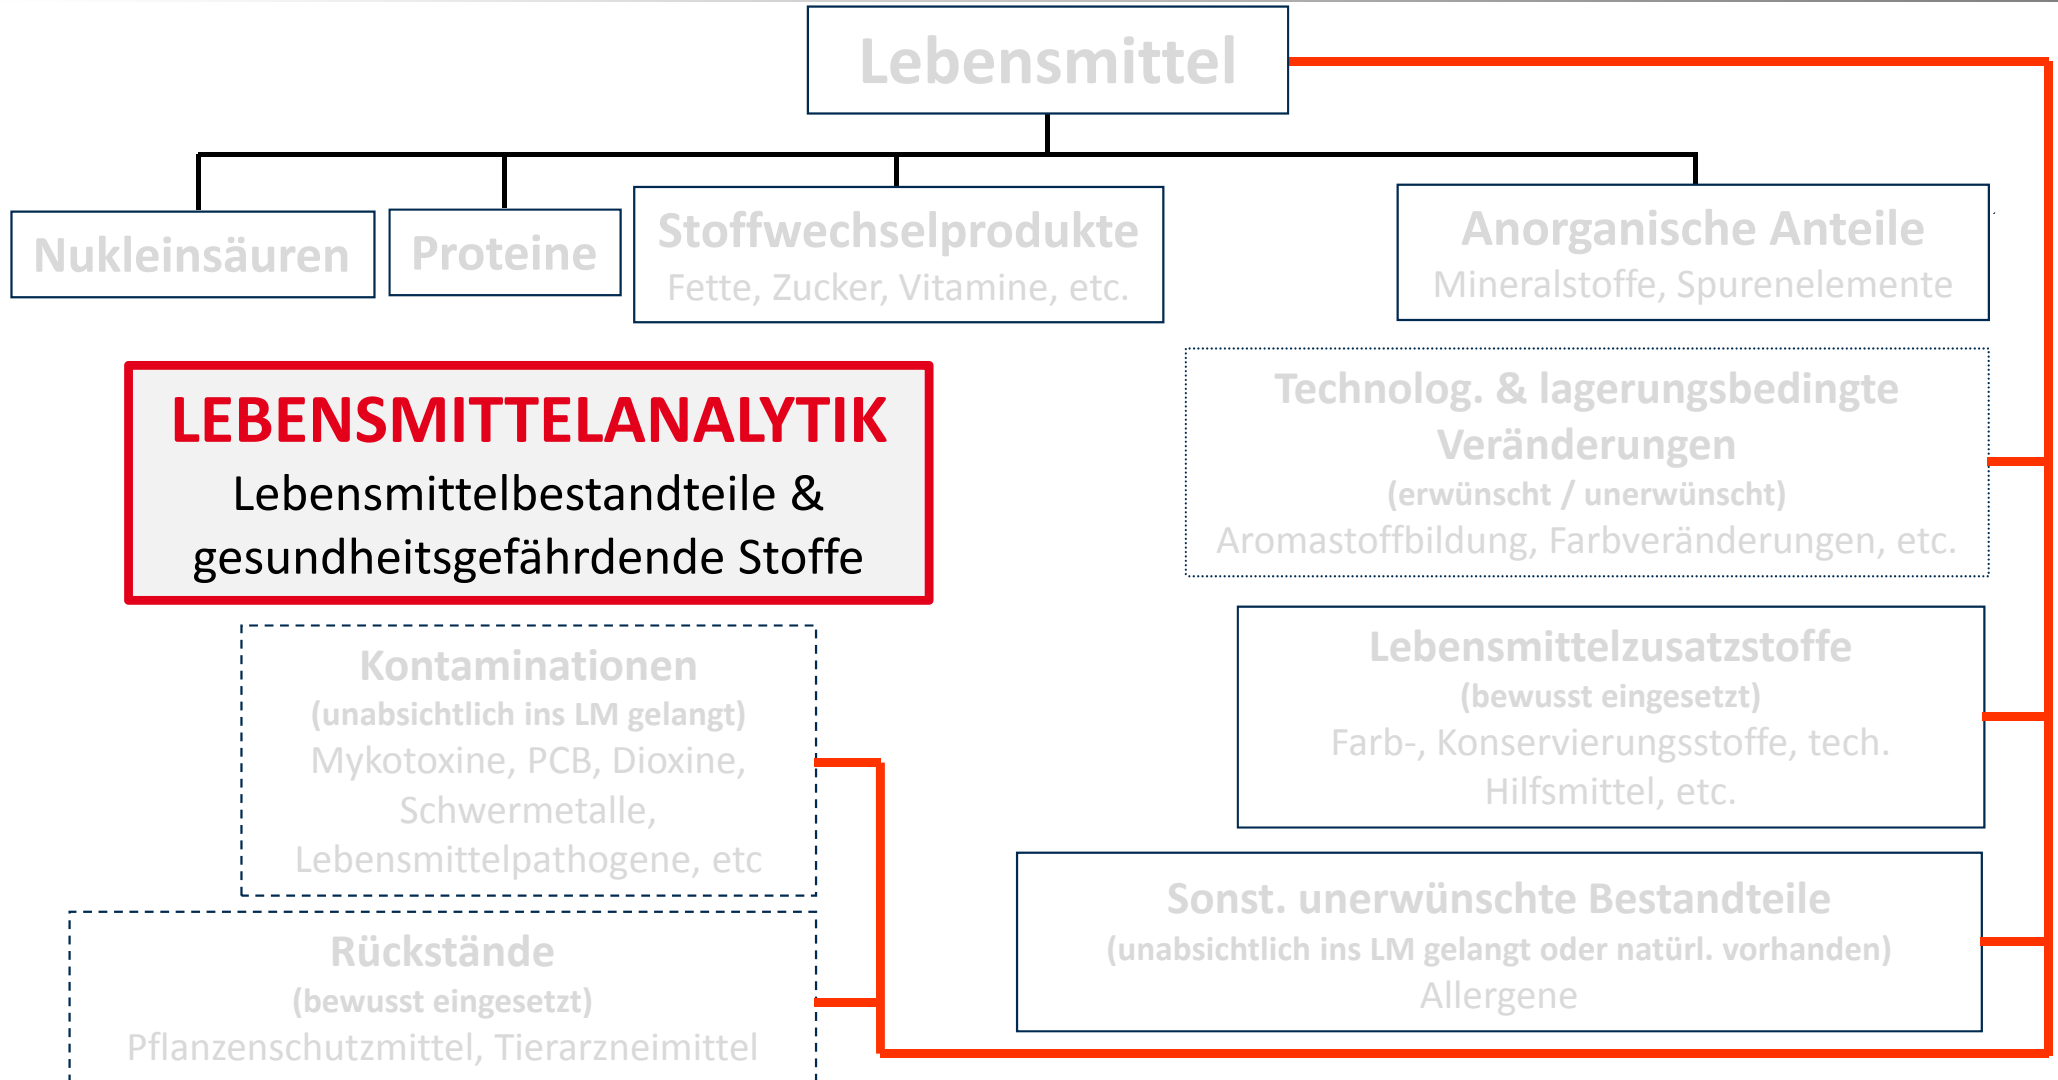 Lebensmittel
Nukleinsäuren
Proteine
Stoffwechselprodukte
Fette, Zucker, Vitamine, etc.
Anorganische Anteile
Mineralstoffe, Spurenelemente
LEBENSMITTELANALYTIK
Lebensmittelbestandteile &
gesundheitsgefährdende Stoffe
Technolog. & lagerungsbedingte
Veränderungen
(erwünscht / unerwünscht)
Aromastoffbildung, Farbveränderungen, etc.
Kontaminationen
(unabsichtlich ins LM gelangt)
Mykotoxine, PCB, Dioxine,
Schwermetalle,
Lebensmittelpathogene, etc
Lebensmittelzusatzstoffe
(bewusst eingesetzt)
Farb-, Konservierungsstoffe, tech.
Hilfsmittel, etc.
Rückstände
(bewusst eingesetzt)
Pflanzenschutzmittel, Tierarzneimittel
Sonst. unerwünschte Bestandteile
(unabsichtlich ins LM gelangt oder natürl. vorhanden)
Allergene